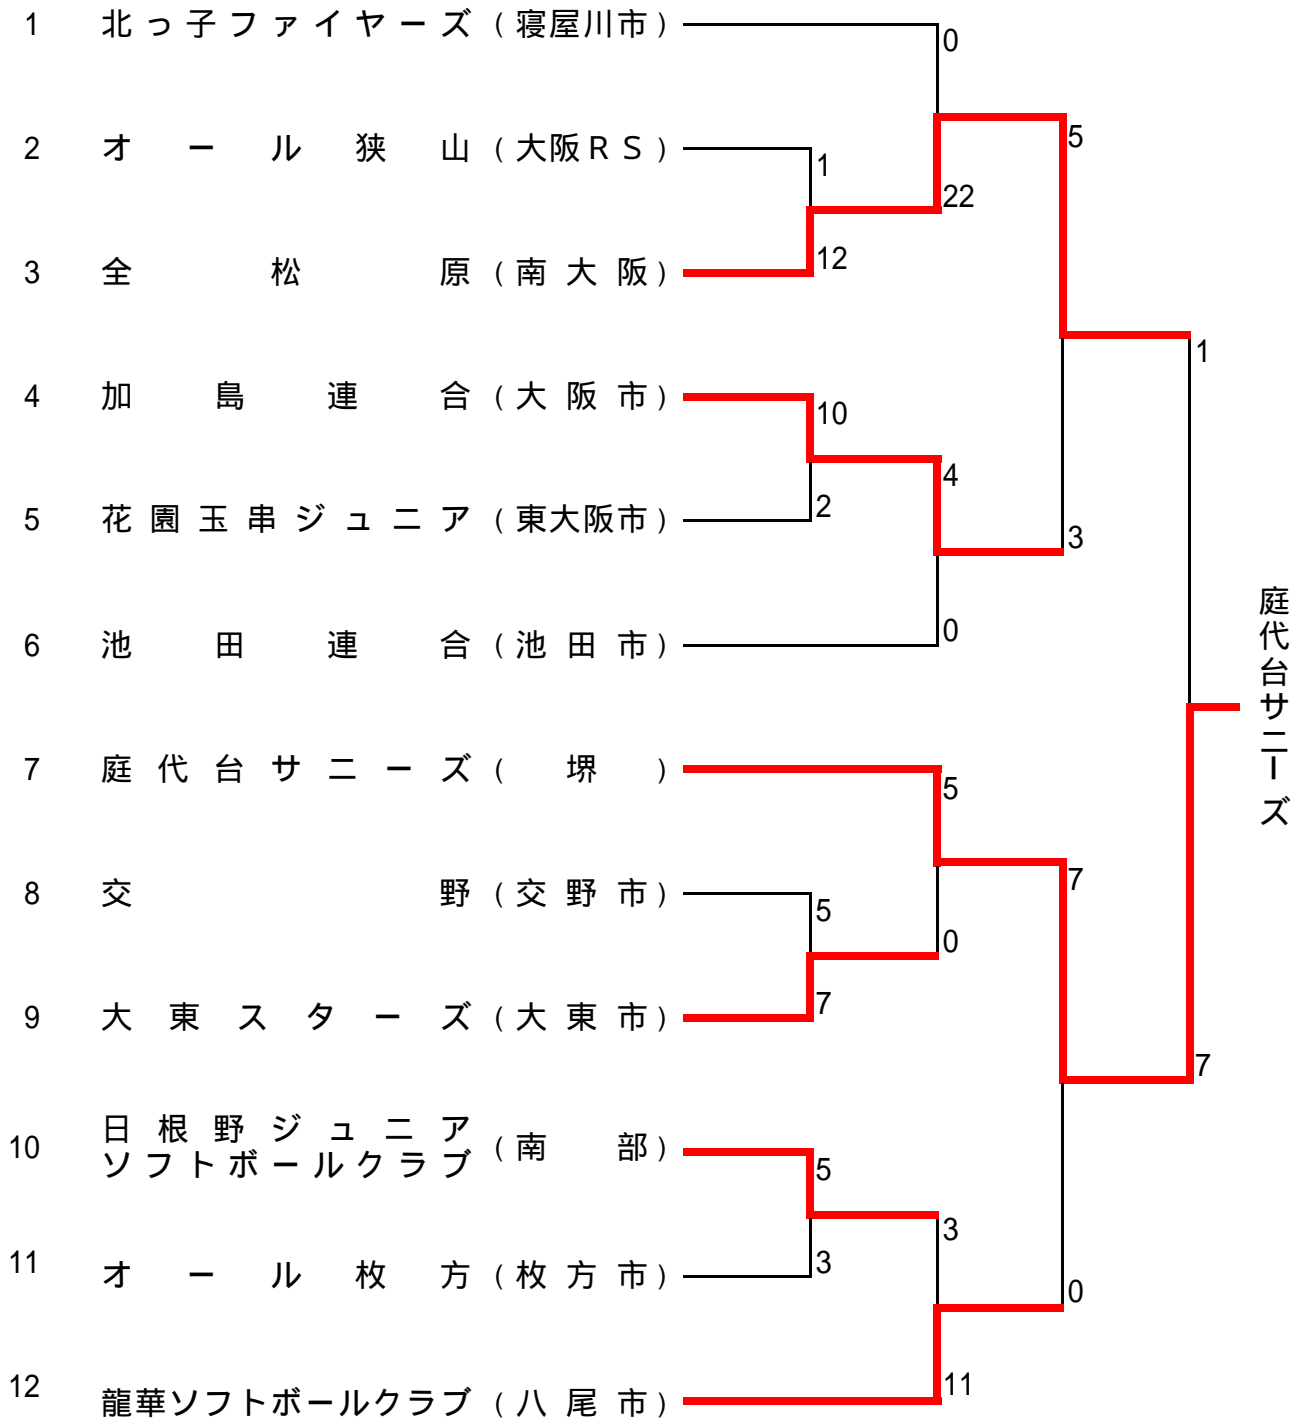 1 北っ子ファイヤーズ (寝屋川市)
0
2 オール狭山 (大阪RS)
1
5
22
3 全松原 (南大阪)
12
1
4 加島連合 (大阪市)
10
4
5 花園玉串ジュニア (東大阪市)
2
3
6 池田連合 (池田市)
0
庭代台サニーズ
7 庭代台サニーズ (堺)
5
7
8 交野 (交野市)
5
0
9 大東スターズ (大東市)
7
7
10 日根野ジュニア
ソフトボールクラブ (南部)
5
3
11 オール枚方 (枚方市)
3
0
12 龍華ソフトボールクラブ (八尾市)
11